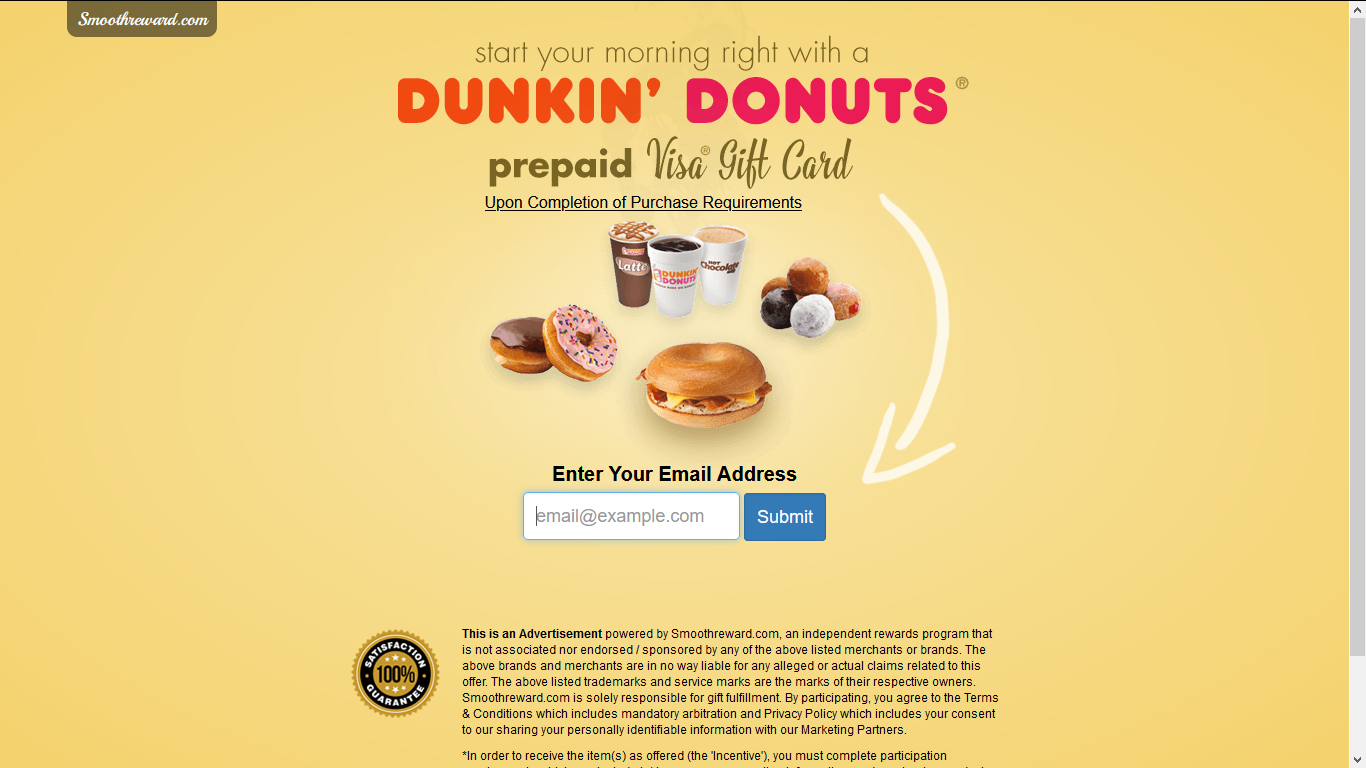 Smoothreward.com
start your morning right with a
DUNKIN' DONUTS®
prepaid Visa® Gift Card
Upon Completion of Purchase Requirements
Latte
DUNKIN' DONUTS
HOT Chocolate
Enter Your Email Address
email@example.com
Submit
SATISFACTION
100%
GUARANTEE
This is an Advertisement powered by Smoothreward.com, an independent rewards program that
is not associated nor endorsed / sponsored by any of the above listed merchants or brands. The
above brands and merchants are in no way liable for any alleged or actual claims related to this
offer. The above listed trademarks and service marks are the marks of their respective owners.
Smoothreward.com is solely responsible for gift fulfillment. By participating, you agree to the Terms
& Conditions which includes mandatory arbitration and Privacy Policy which includes your consent
to our sharing your personally identifiable information with our Marketing Partners.
*In order to receive the item(s) as offered (the 'Incentive'), you must complete participation